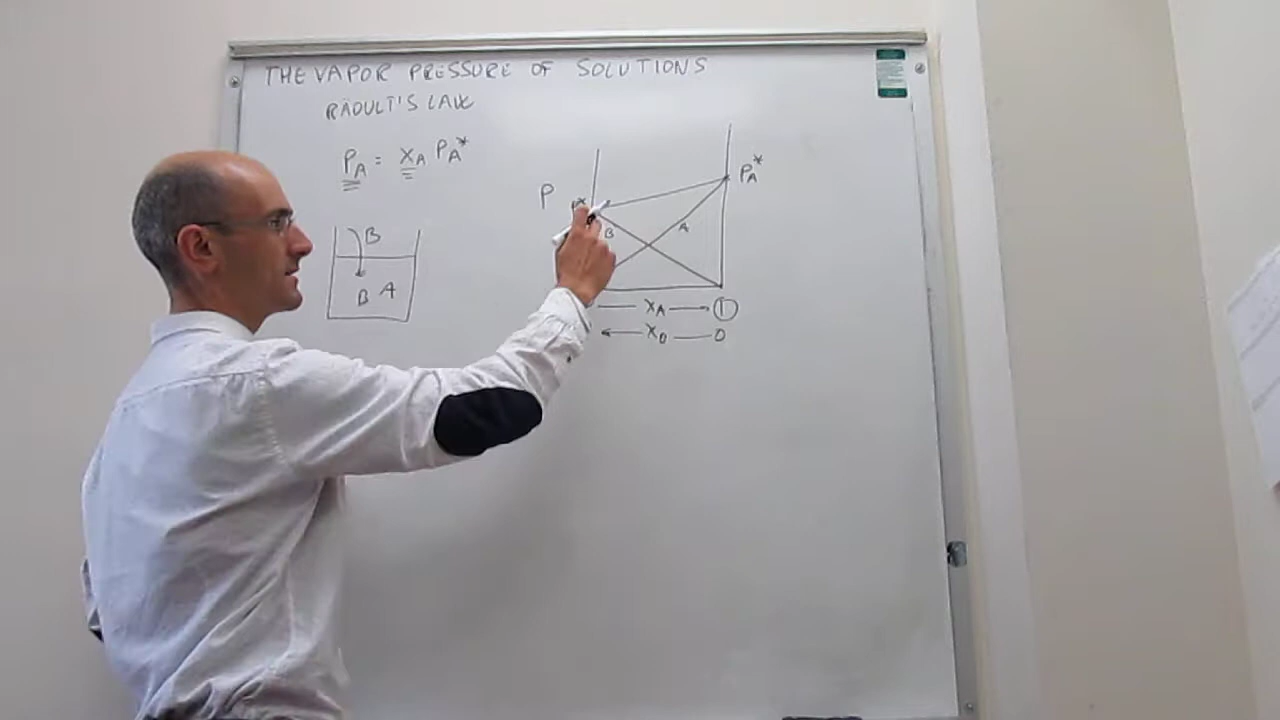 THE VAPOR PRESSURE OF SOLUTIONS
RAOULT'S LAW
P_A = X_A P_A*
B
B A
P
P*
B
A
P_A*
X_A 1
X_B 0